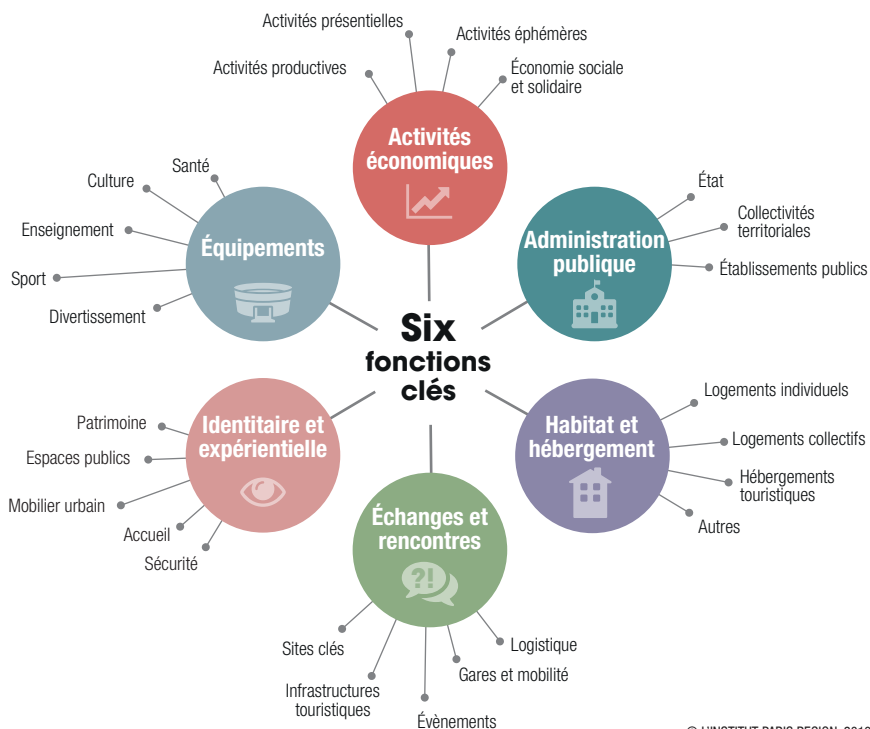 Activités présentielles
Activités éphémères
Activités productives
Économie sociale
et solidaire
Activités
économiques
Santé
Culture
Enseignement
Sport
Divertissement
Équipements
État
Collectivités
territoriales
Établissements publics
Administration
publique
Six
fonctions
clés
Identitaire et
expérientielle
Patrimoine
Espaces publics
Mobilier urbain
Accueil
Sécurité
Habitat et
hébergement
Logements individuels
Logements collectifs
Hébergements
touristiques
Autres
Échanges et
rencontres
?!
Sites clés
Infrastructures
touristiques
Évènements
Gares et mobilité
Logistique